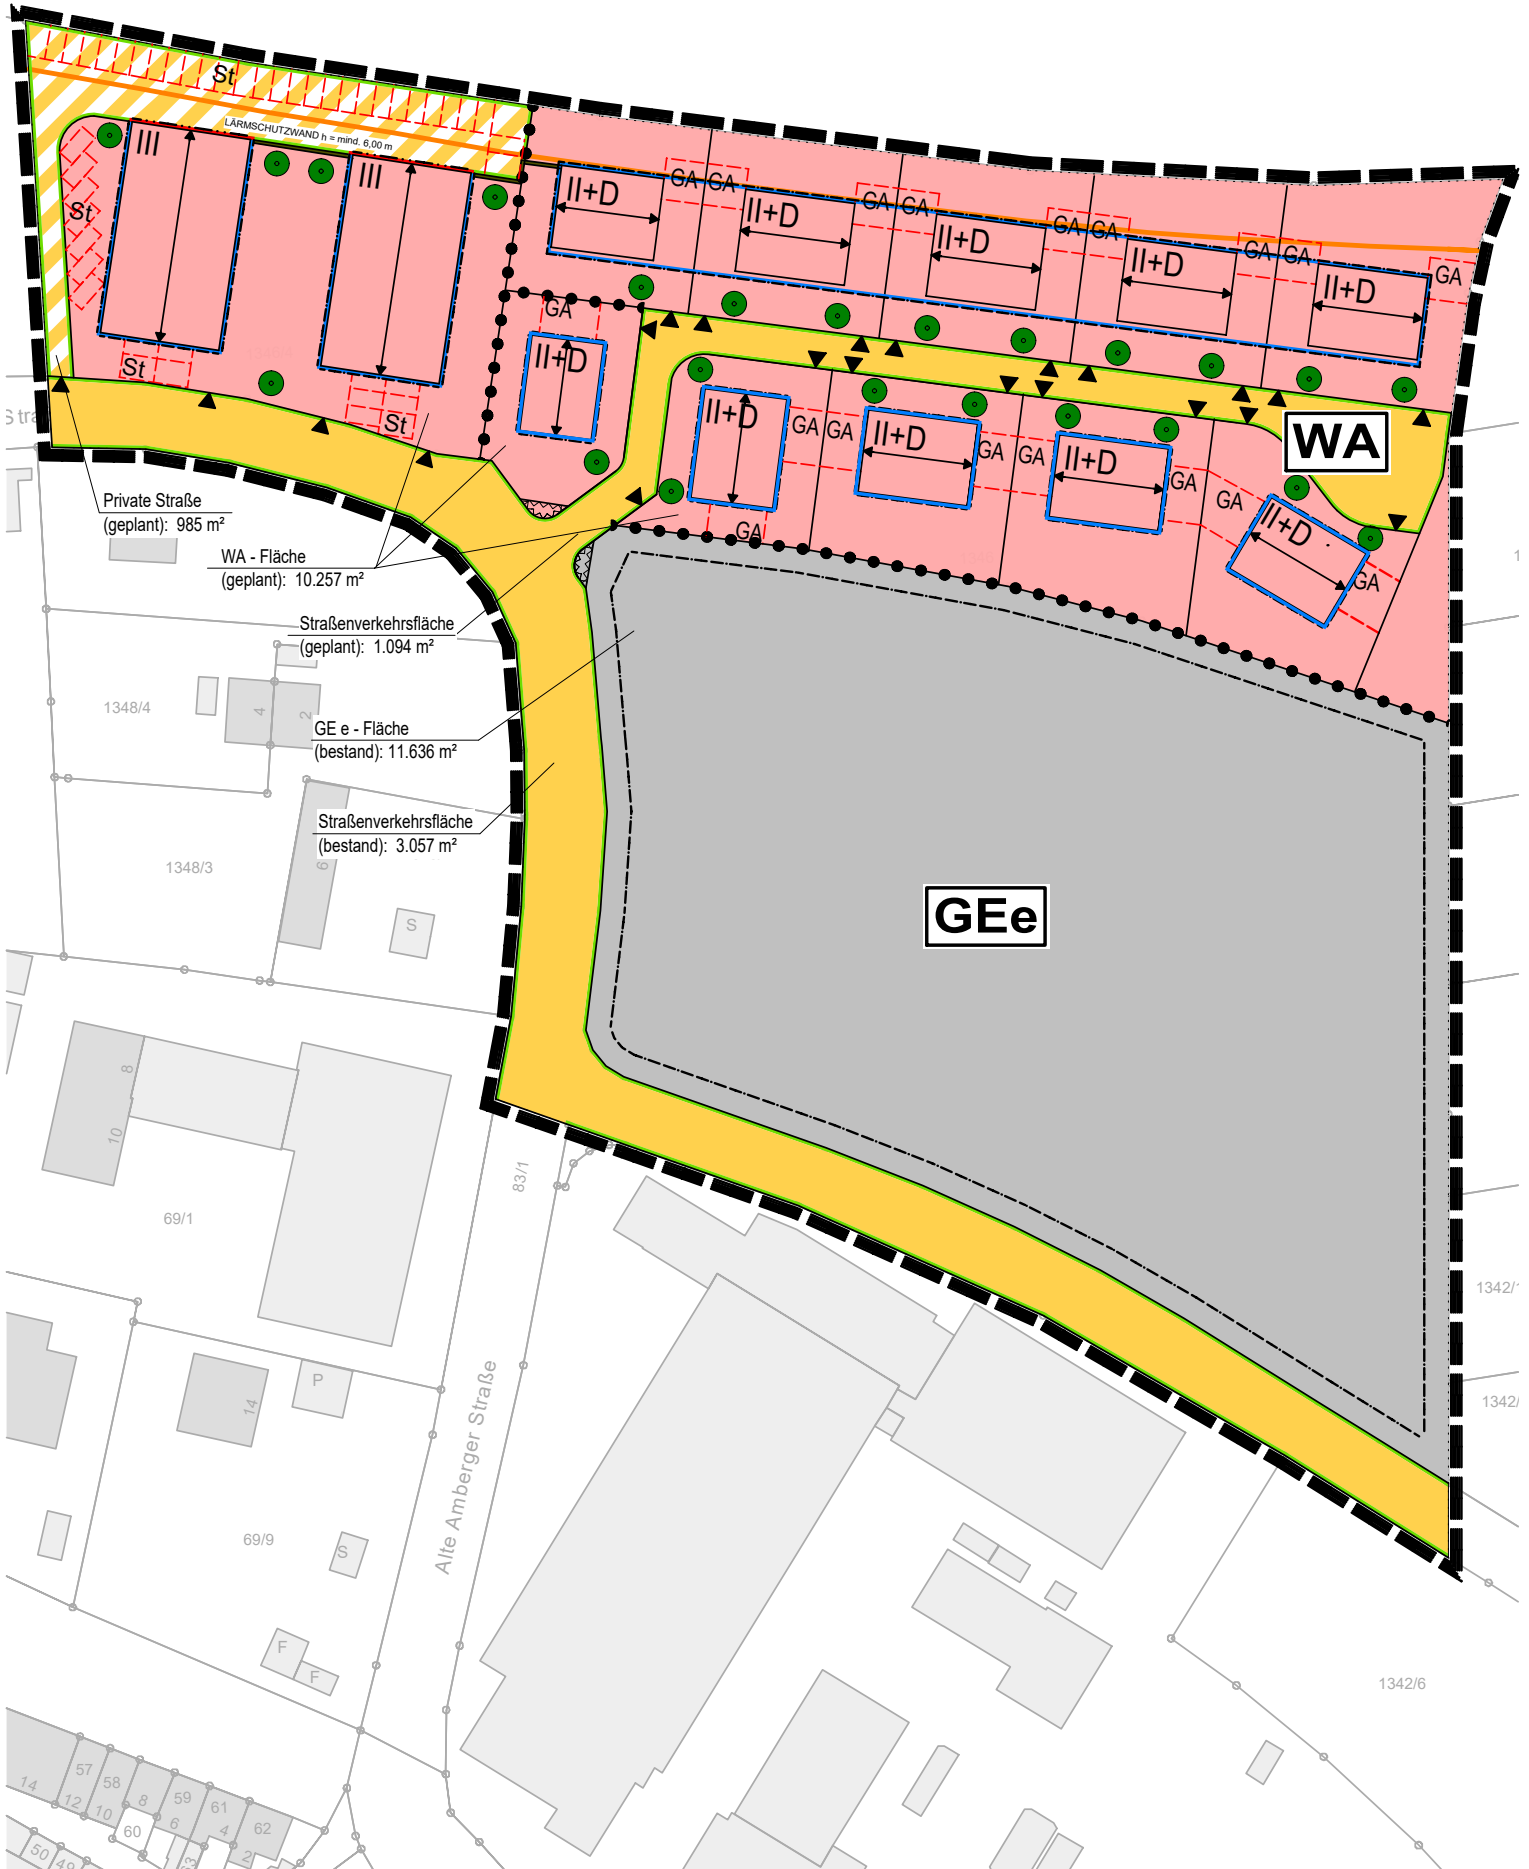 St
LÄRMSCHUTZWAND h = mind. 6,00 m
III
III
St
II+D
GA
GA
II+D
GA
GA
II+D
GA
GA
II+D
GA
GA
II+D
GA
GA
II+D
St
St
II+D
GA
GA
II+D
GA
GA
II+D
GA
GA
II+D
GA
GA
WA
Private Straße
(geplant): 985 m²
WA - Fläche
(geplant): 10.257 m²
Straßenverkehrsfläche
(geplant): 1.094 m²
GE e - Fläche
(bestand): 11.636 m²
Straßenverkehrsfläche
(bestand): 3.057 m²
GEe
1348/4
4
2
1348/3
6
S
8
10
69/1
83/1
P
14
Alte Amberger Straße
69/9
S
F
F
1342/6
14
57
58
8
59
61
62
12
10
6
4
2
60
50
49